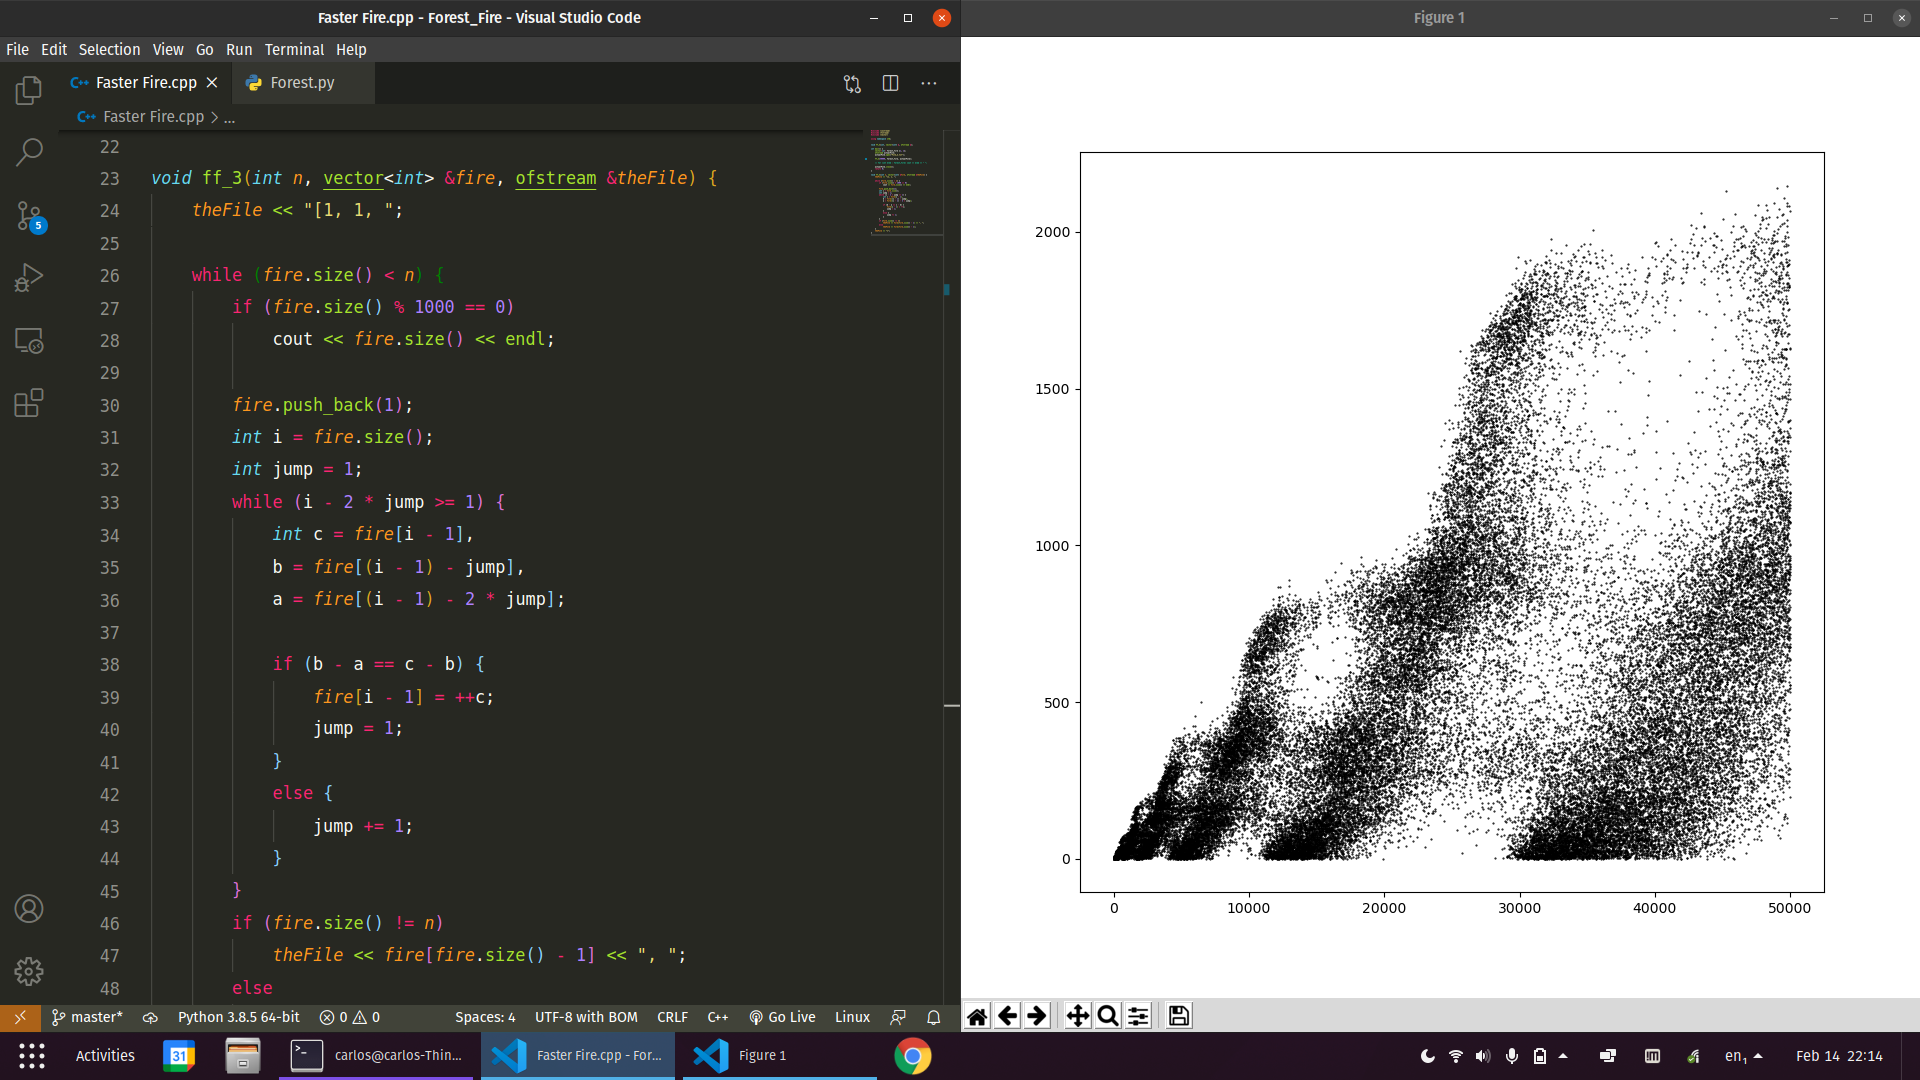 Faster Fire.cpp - Forest_Fire - Visual Studio Code
File Edit Selection View Go Run Terminal Help
Faster Fire.cpp
Forest.py
Faster Fire.cpp > ...
22
23 void ff_3(int n, vector<int> &fire, ofstream &theFile) {
24 theFile << "[1, 1, ";
25
26 while (fire.size() < n) {
27 if (fire.size() % 1000 == 0)
28 cout << fire.size() << endl;
29
30 fire.push_back(1);
31 int i = fire.size();
32 int jump = 1;
33 while (i - 2 * jump >= 1) {
34 int c = fire[i - 1],
35 b = fire[(i - 1) - jump],
36 a = fire[(i - 1) - 2 * jump];
37
38 if (b - a == c - b) {
39 fire[i - 1] = ++c;
40 jump = 1;
41 }
42 else {
43 jump += 1;
44 }
45 }
46 if (fire.size() != n)
47 theFile << fire[fire.size() - 1] << ", ";
48 else
5
master* Python 3.8.5 64-bit 0 0 Spaces: 4 UTF-8 with BOM CRLF C++ Go Live Linux
Figure 1
2000
1500
1000
500
0
0 10000 20000 30000 40000 50000
Activities 31 carlos@carlos-Thin... Faster Fire.cpp - For... Figure 1 en1 Feb 14 22:14